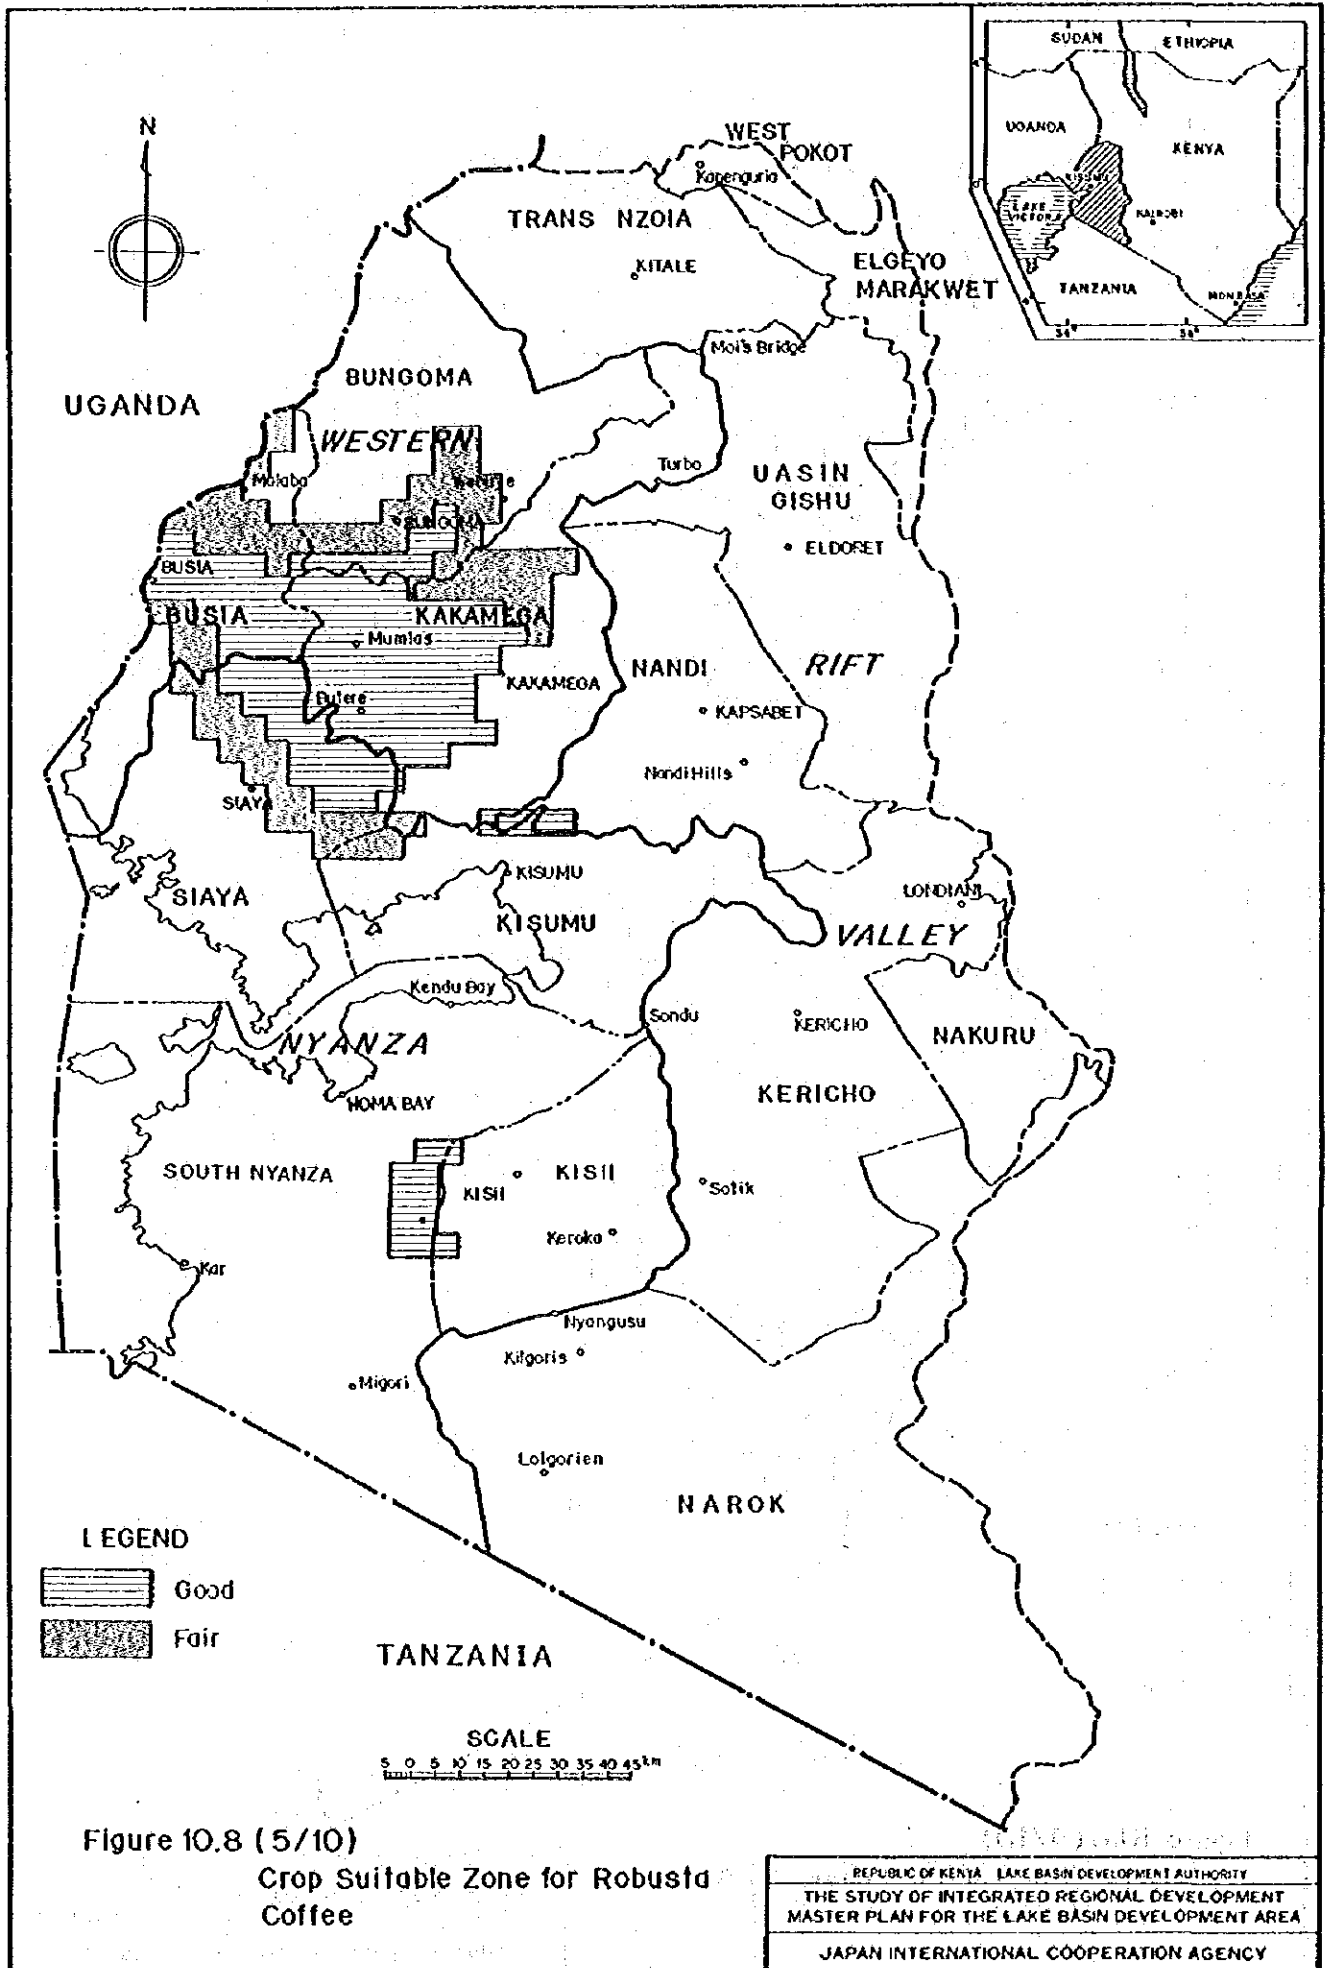 SUDAN
ETHIOPIA
UGANDA
KENYA
KISUMU
LAKE
VICTORIA
NAIROBI
TANZANIA
MOMBASA
34°
N
WEST
POKOT
Kapenguria
TRANS NZOIA
KITALE
ELGEYO
MARAKWET
Moi's Bridge
BUNGOMA
UGANDA
WESTERN
Malaba
Turbo
UASIN
GISHU
BUNGOMA
ELDORET
BUSIA
BUSIA
KAKAMEGA
Mumias
NANDI
RIFT
KAKAMEGA
Butere
KAPSABET
Nandi Hills
SIAYA
KISUMU
LONDIANI
SIAYA
KISUMU
VALLEY
Kendu Bay
Sondu
KERICHO
NAKURU
NYANZA
HOMA BAY
KERICHO
SOUTH NYANZA
KISII
KISII
Sotik
Keroka
Kar
Nyangusu
Kilgoris
Migori
Lolgorien
NAROK
LEGEND
Good
Fair
TANZANIA
SCALE
5 0 5 10 15 20 25 30 35 40 45 km
Figure 10.8 (5/10)
Crop Suitable Zone for Robusta
Coffee
REPUBLIC OF KENYA LAKE BASIN DEVELOPMENT AUTHORITY
THE STUDY OF INTEGRATED REGIONAL DEVELOPMENT
MASTER PLAN FOR THE LAKE BASIN DEVELOPMENT AREA
JAPAN INTERNATIONAL COOPERATION AGENCY